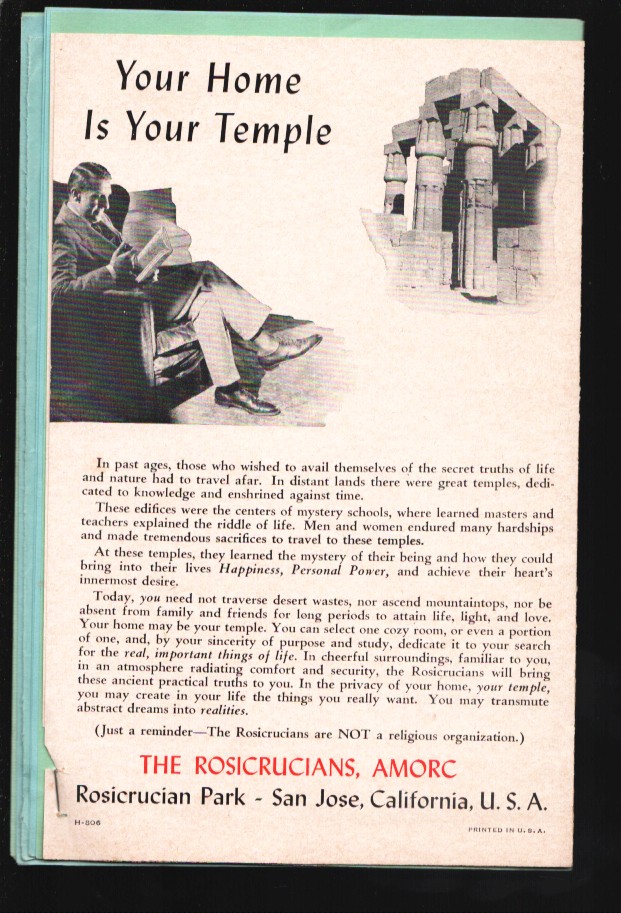 Your Home
Is Your Temple
In past ages, those who wished to avail themselves of the secret truths of life
and nature had to travel afar. In distant lands there were great temples, dedi-
cated to knowledge and enshrined against time.
These edifices were the centers of mystery schools, where learned masters and
teachers explained the riddle of life. Men and women endured many hardships
and made tremendous sacrifices to travel to these temples.
At these temples, they learned the mystery of their being and how they could
bring into their lives Happiness, Personal Power, and achieve their heart's
innermost desire.
Today, you need not traverse desert wastes, nor ascend mountaintops, nor be
absent from family and friends for long periods to attain life, light, and love.
Your home may be your temple. You can select one cozy room, or even a portion
of one, and, by your sincerity of purpose and study, dedicate it to your search
for the real, important things of life. In cheerful surroundings, familiar to you,
in an atmosphere radiating comfort and security, the Rosicrucians will bring
these ancient practical truths to you. In the privacy of your home, your temple,
you may create in your life the things you really want. You may transmute
abstract dreams into realities.
(Just a reminder—The Rosicrucians are NOT a religious organization.)
THE ROSICRUCIANS, AMORC
Rosicrucian Park - San Jose, California, U. S. A.
H-806
PRINTED IN U. S. A.